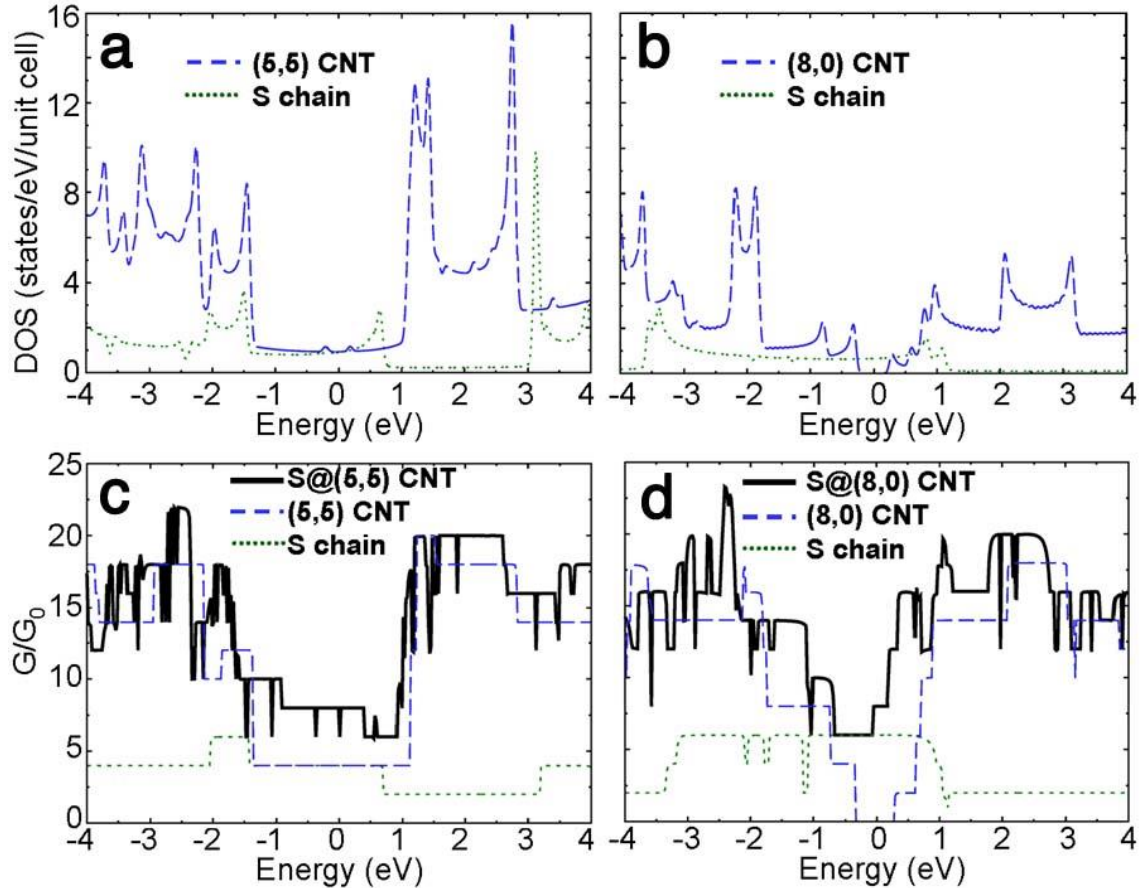 16
12
8
4
0
DOS (states/eV/unit cell)
a
(5,5) CNT
S chain
-4 -3 -2 -1 0 1 2 3 4
Energy (eV)
b
(8,0) CNT
S chain
-4 -3 -2 -1 0 1 2 3 4
Energy (eV)
25
20
15
10
5
0
G/G0
c
S@(5,5) CNT
(5,5) CNT
S chain
-4 -3 -2 -1 0 1 2 3 4
Energy (eV)
d
S@(8,0) CNT
(8,0) CNT
S chain
-4 -3 -2 -1 0 1 2 3 4
Energy (eV)